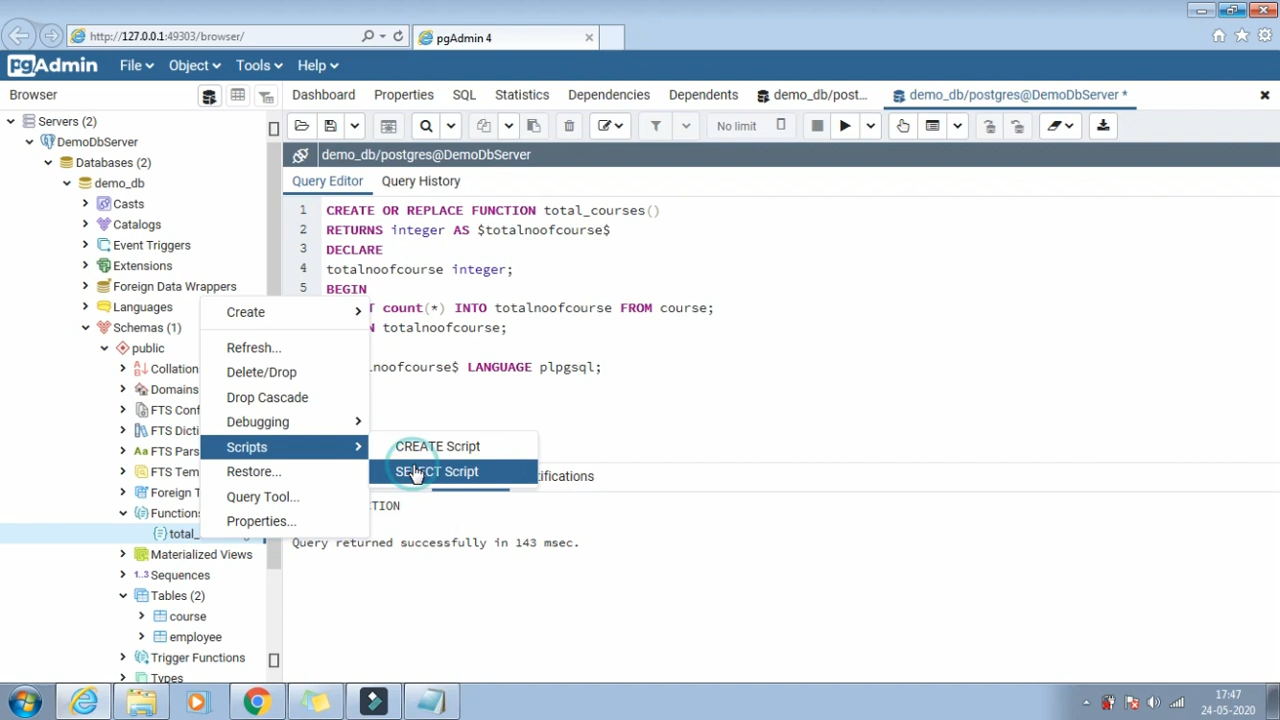 http://127.0.0.1:49303/browser/
pgAdmin 4
pgAdmin
File
Object
Tools
Help
Browser
Dashboard
Properties
SQL
Statistics
Dependencies
Dependents
demo_db/post...
demo_db/postgres@DemoDbServer *
No limit
demo_db/postgres@DemoDbServer
Query Editor
Query History
Servers (2)
DemoDbServer
Databases (2)
demo_db
Casts
Catalogs
Event Triggers
Extensions
Foreign Data Wrappers
Languages
Schemas (1)
public
Collation
Domains
FTS Conf
FTS Dicti
FTS Pars
FTS Tem
Foreign T
Functions
total_
Materialized Views
1..3 Sequences
Tables (2)
course
employee
Trigger Functions
Types
1 CREATE OR REPLACE FUNCTION total_courses()
2 RETURNS integer AS $totalnoofcourse$
3 DECLARE
4 totalnoofcourse integer;
5 BEGIN
T count(*) INTO totalnoofcourse FROM course;
N totalnoofcourse;
lnoofcourse$ LANGUAGE plpgsql;
Create
Refresh...
Delete/Drop
Drop Cascade
Debugging
Scripts
Restore...
Query Tool...
Properties...
CREATE Script
SELECT Script
tifications
TION
Query returned successfully in 143 msec.
17:47
24-05-2020